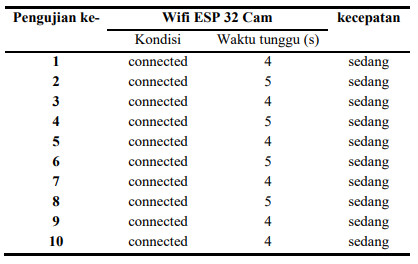 Pengujian ke- Wifi ESP 32 Cam kecepatan
Kondisi Waktu tunggu (s)
1 connected 4 sedang
2 connected 5 sedang
3 connected 4 sedang
4 connected 5 sedang
5 connected 4 sedang
6 connected 5 sedang
7 connected 4 sedang
8 connected 5 sedang
9 connected 4 sedang
10 connected 4 sedang